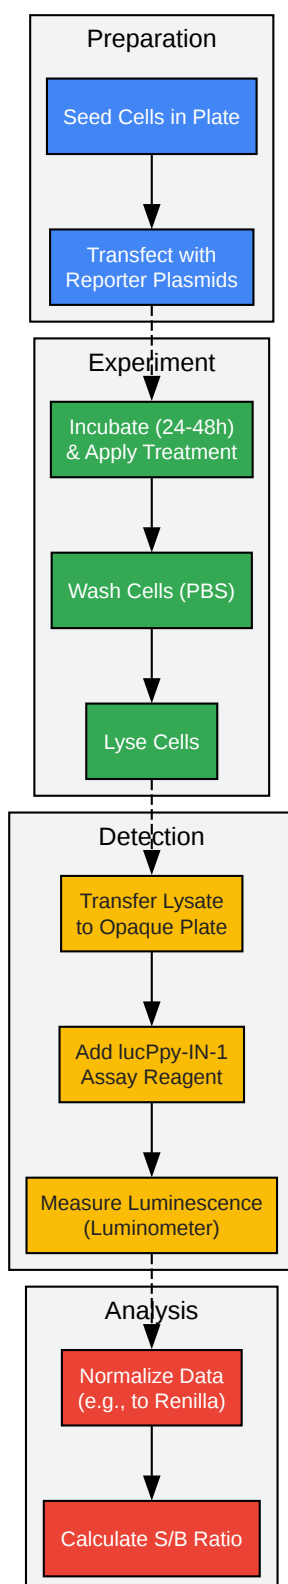 Preparation
Seed Cells in Plate
Transfect with
Reporter Plasmids
Experiment
Incubate (24-48h)
& Apply Treatment
Wash Cells (PBS)
Lyse Cells
Detection
Transfer Lysate
to Opaque Plate
Add lucPpy-IN-1
Assay Reagent
Measure Luminescence
(Luminometer)
Analysis
Normalize Data
(e.g., to Renilla)
Calculate S/B Ratio